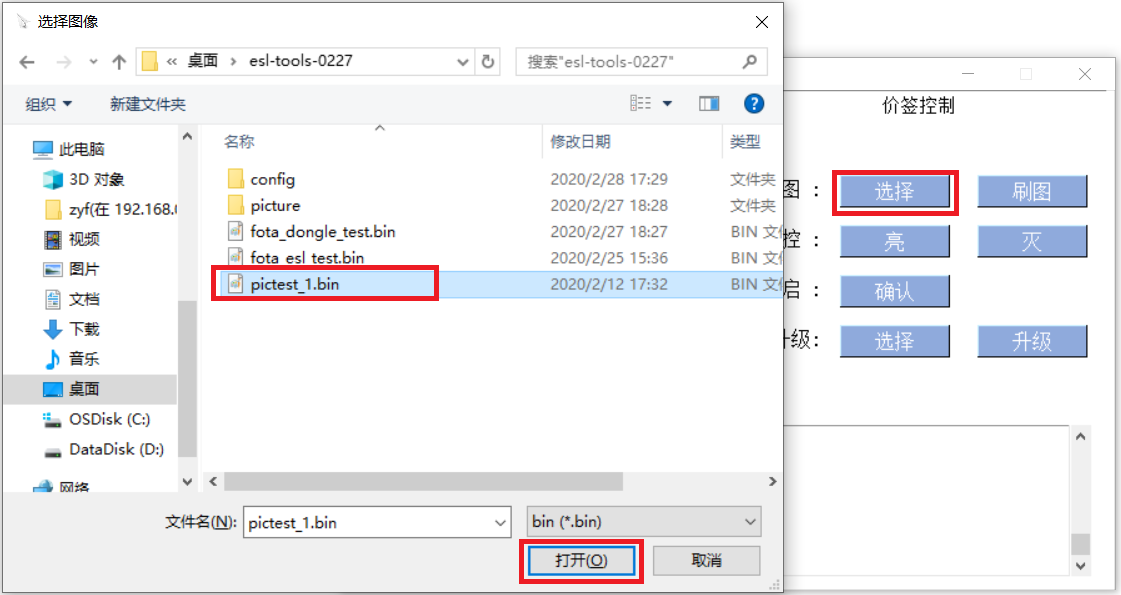 选择图像
« 桌面 › esl-tools-0227
搜索"esl-tools-0227"
组织 新建文件夹
此电脑
3D 对象
zyf(在 192.168.
视频
图片
文档
下载
音乐
桌面
OSDisk (C:)
DataDisk (D:)
网络
名称 修改日期 类型
config 2020/2/28 17:29 文件夹
picture 2020/2/27 18:28 文件夹
fota_dongle_test.bin 2020/2/27 18:27 BIN 文
fota_esl_test.bin 2020/2/25 15:36 BIN 文
pictest_1.bin 2020/2/12 17:32 BIN 文
文件名(N): pictest_1.bin bin (*.bin)
打开(O) 取消
价签控制
图 : 选择 刷图
控 : 亮 灭
启 : 确认
级: 选择 升级